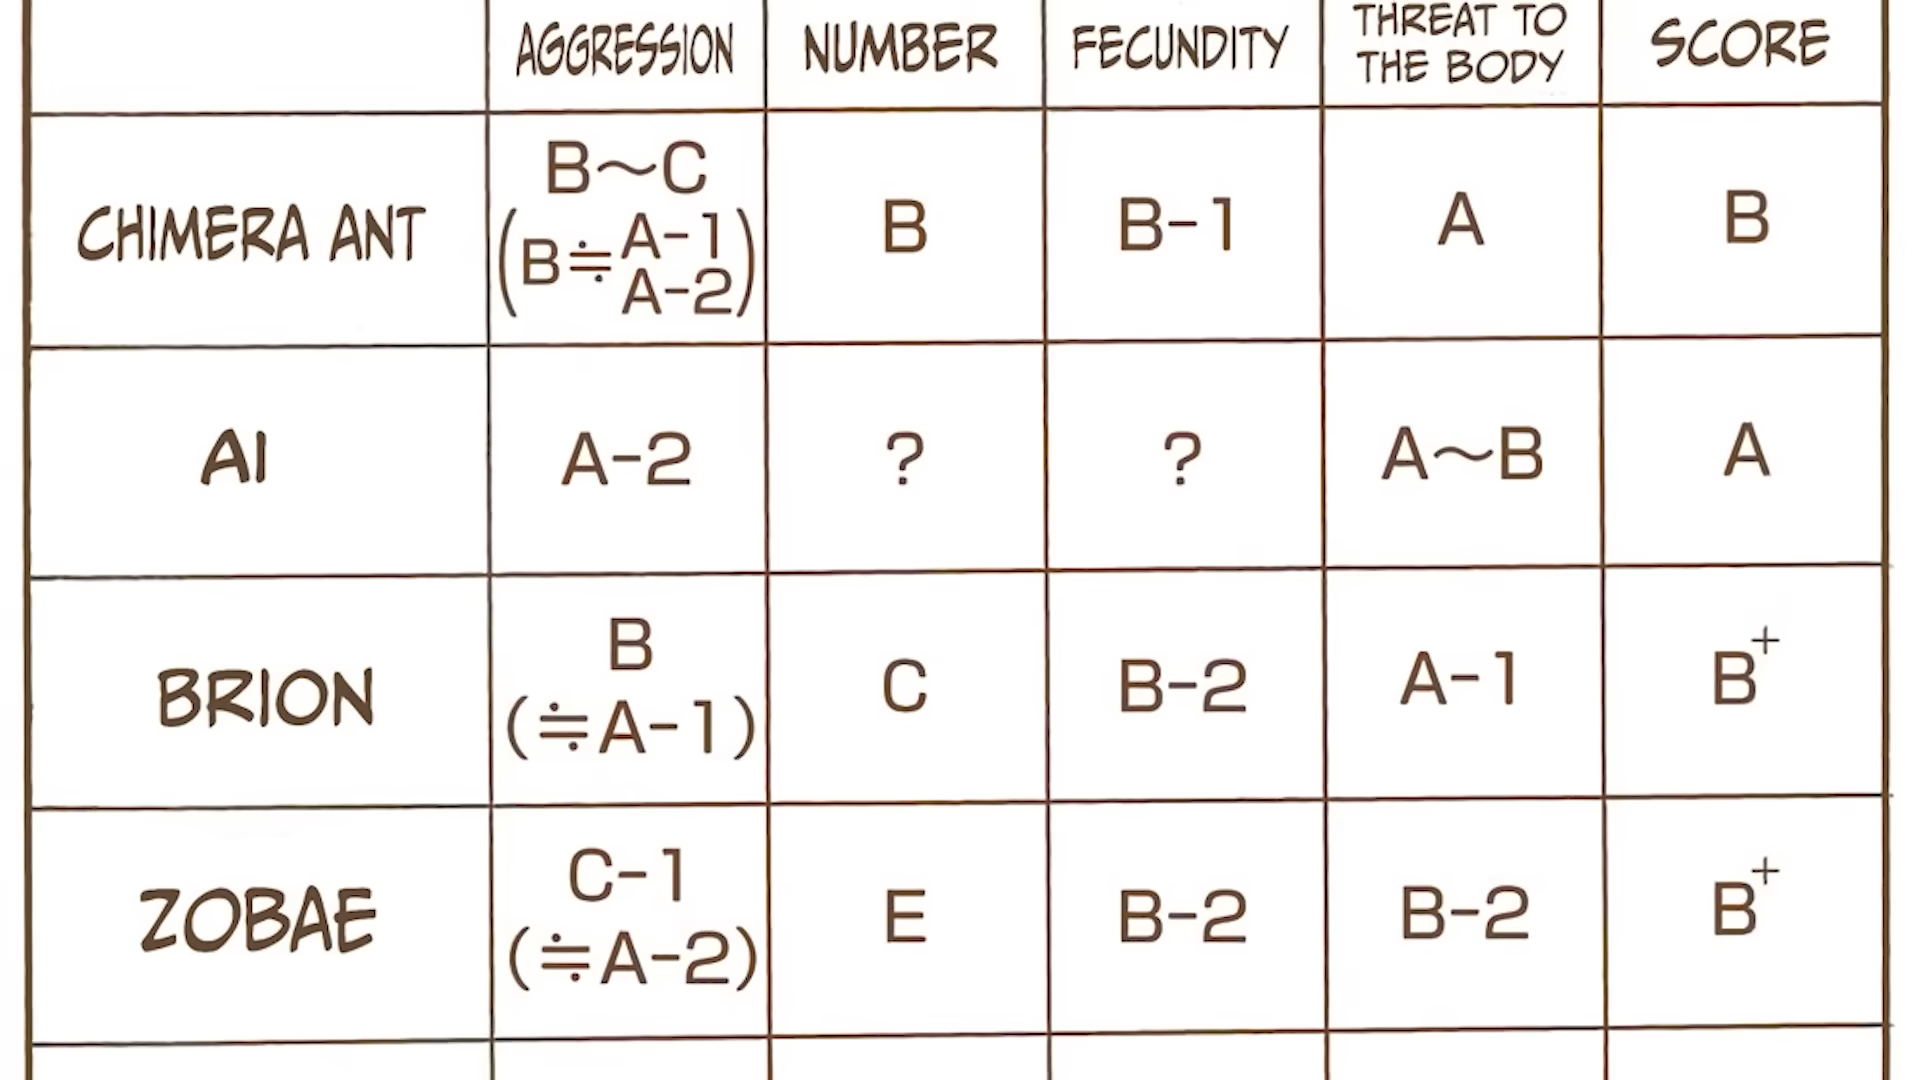 AGGRESSION NUMBER FECUNDITY THREAT TO THE BODY SCORE
CHIMERA ANT B~C (B≒A-1 A-2) B B-1 A B
AI A-2 ? ? A~B A
BRION B (≒A-1) C B-2 A-1 B+
ZOBAE C-1 (≒A-2) E B-2 B-2 B+